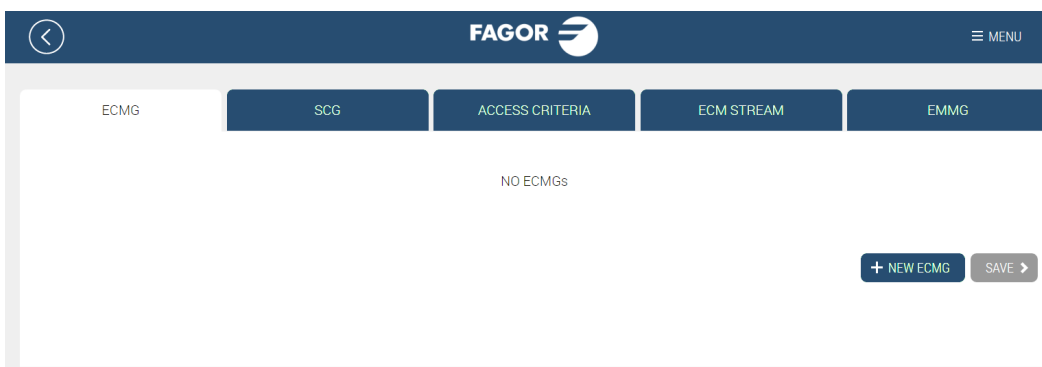 FAGOR
☰ MENU
ECMG SCG ACCESS CRITERIA ECM STREAM EMMG
NO ECMGs
+ NEW ECMG SAVE